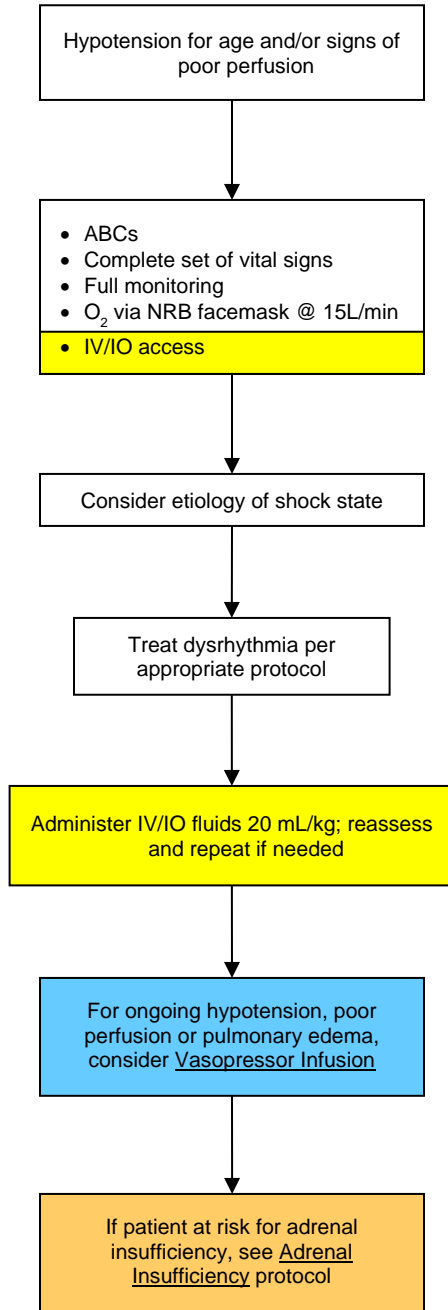 Hypotension for age and/or signs of
poor perfusion
• ABCs
• Complete set of vital signs
• Full monitoring
• O₂ via NRB facemask @ 15L/min
• IV/IO access
Consider etiology of shock state
Treat dysrhythmia per
appropriate protocol
Administer IV/IO fluids 20 mL/kg; reassess
and repeat if needed
For ongoing hypotension, poor
perfusion or pulmonary edema,
consider Vasopressor Infusion
If patient at risk for adrenal
insufficiency, see Adrenal
Insufficiency protocol